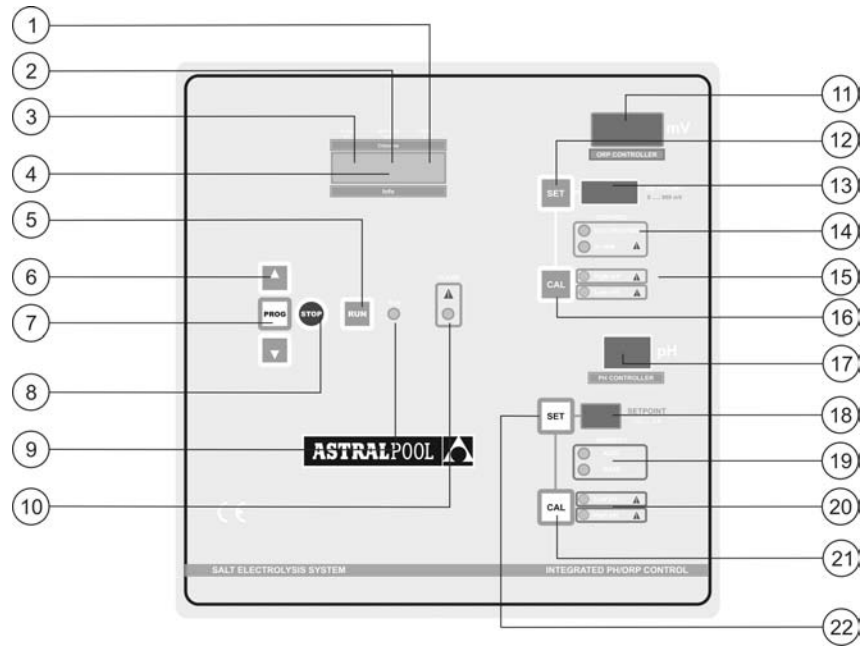 1
2
3
4
5
6
7
8
9
10
11
12
13
14
15
16
17
18
19
20
21
22
Info
PROG
STOP
RUN
ASTRALPOOL
CE
SALT ELECTROLYSIS SYSTEM
mV
ORP CONTROLLER
SET
CAL
pH
PH CONTROLLER
SET
SETPOINT
CAL
INTEGRATED PH/ORP CONTROL